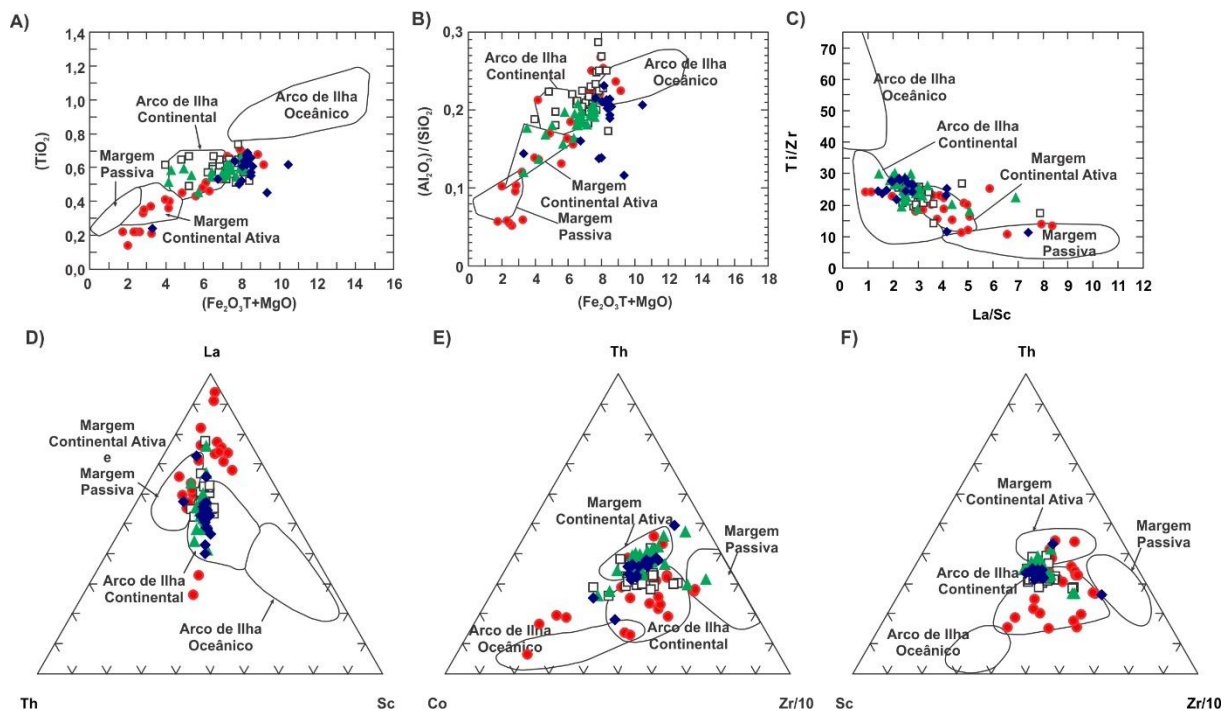 A)
1,4
1,2
1,0
0,8
0,6
0,4
0,2
0,0
(TiO₂)
Arco de Ilha
Continental
Arco de Ilha
Oceânico
Margem
Passiva
Margem
Continental Ativa
0 2 4 6 8 10 12 14 16
(Fe₂O₃T+MgO)
B)
0,3
0,2
0,1
0
(Al₂O₃)/(SiO₂)
Arco de Ilha
Continental
Arco de Ilha
Oceânico
Margem
Continental Ativa
Margem
Passiva
0 2 4 6 8 10 12 14
(Fe₂O₃T+MgO)
C)
70
60
50
40
30
20
10
0
Ti/Zr
Arco de Ilha
Oceânico
Arco de Ilha
Continental
Margem
Continental Ativa
Margem
Passiva
0 1 2 3 4 5 6 7 8 9 10 11 12
La/Sc
D)
La
Margem
Continental Ativa
e
Margem
Passiva
Arco de Ilha
Continental
Arco de Ilha
Oceânico
Th
Sc
E)
Th
Margem
Continental Ativa
Margem
Passiva
Arco de Ilha
Oceânico
Arco de Ilha
Continental
Co
Zr/10
F)
Th
Margem
Continental Ativa
Margem
Passiva
Arco de Ilha
Continental
Arco de Ilha
Oceânico
Sc
Zr/10